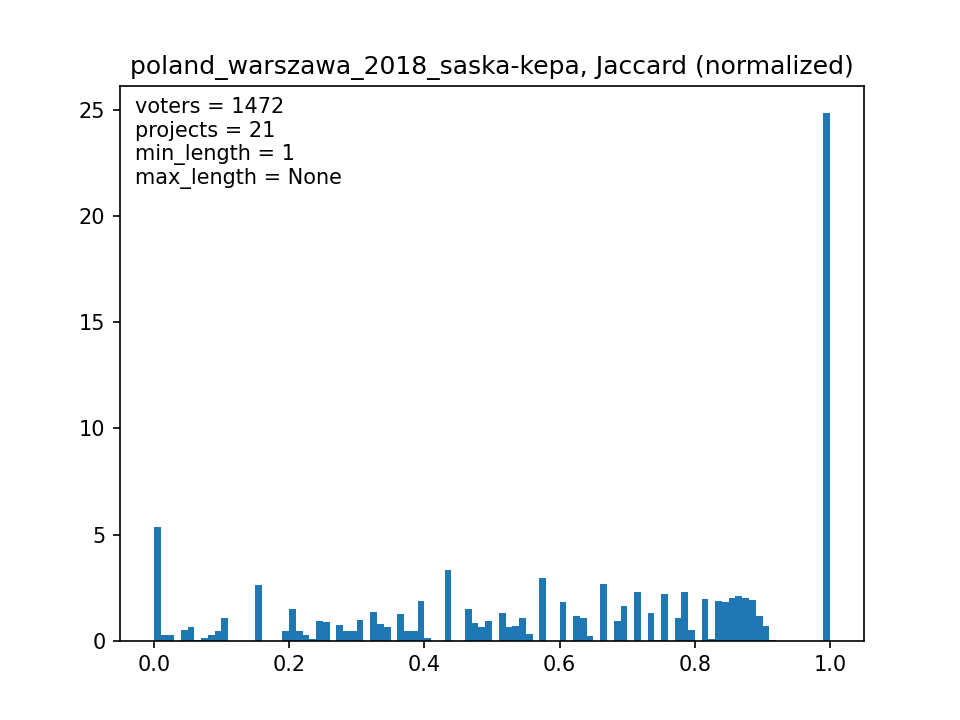 poland_warszawa_2018_saska-kepa, Jaccard (normalized)
voters = 1472
projects = 21
min_length = 1
max_length = None
25
20
15
10
5
0
0.0 0.2 0.4 0.6 0.8 1.0